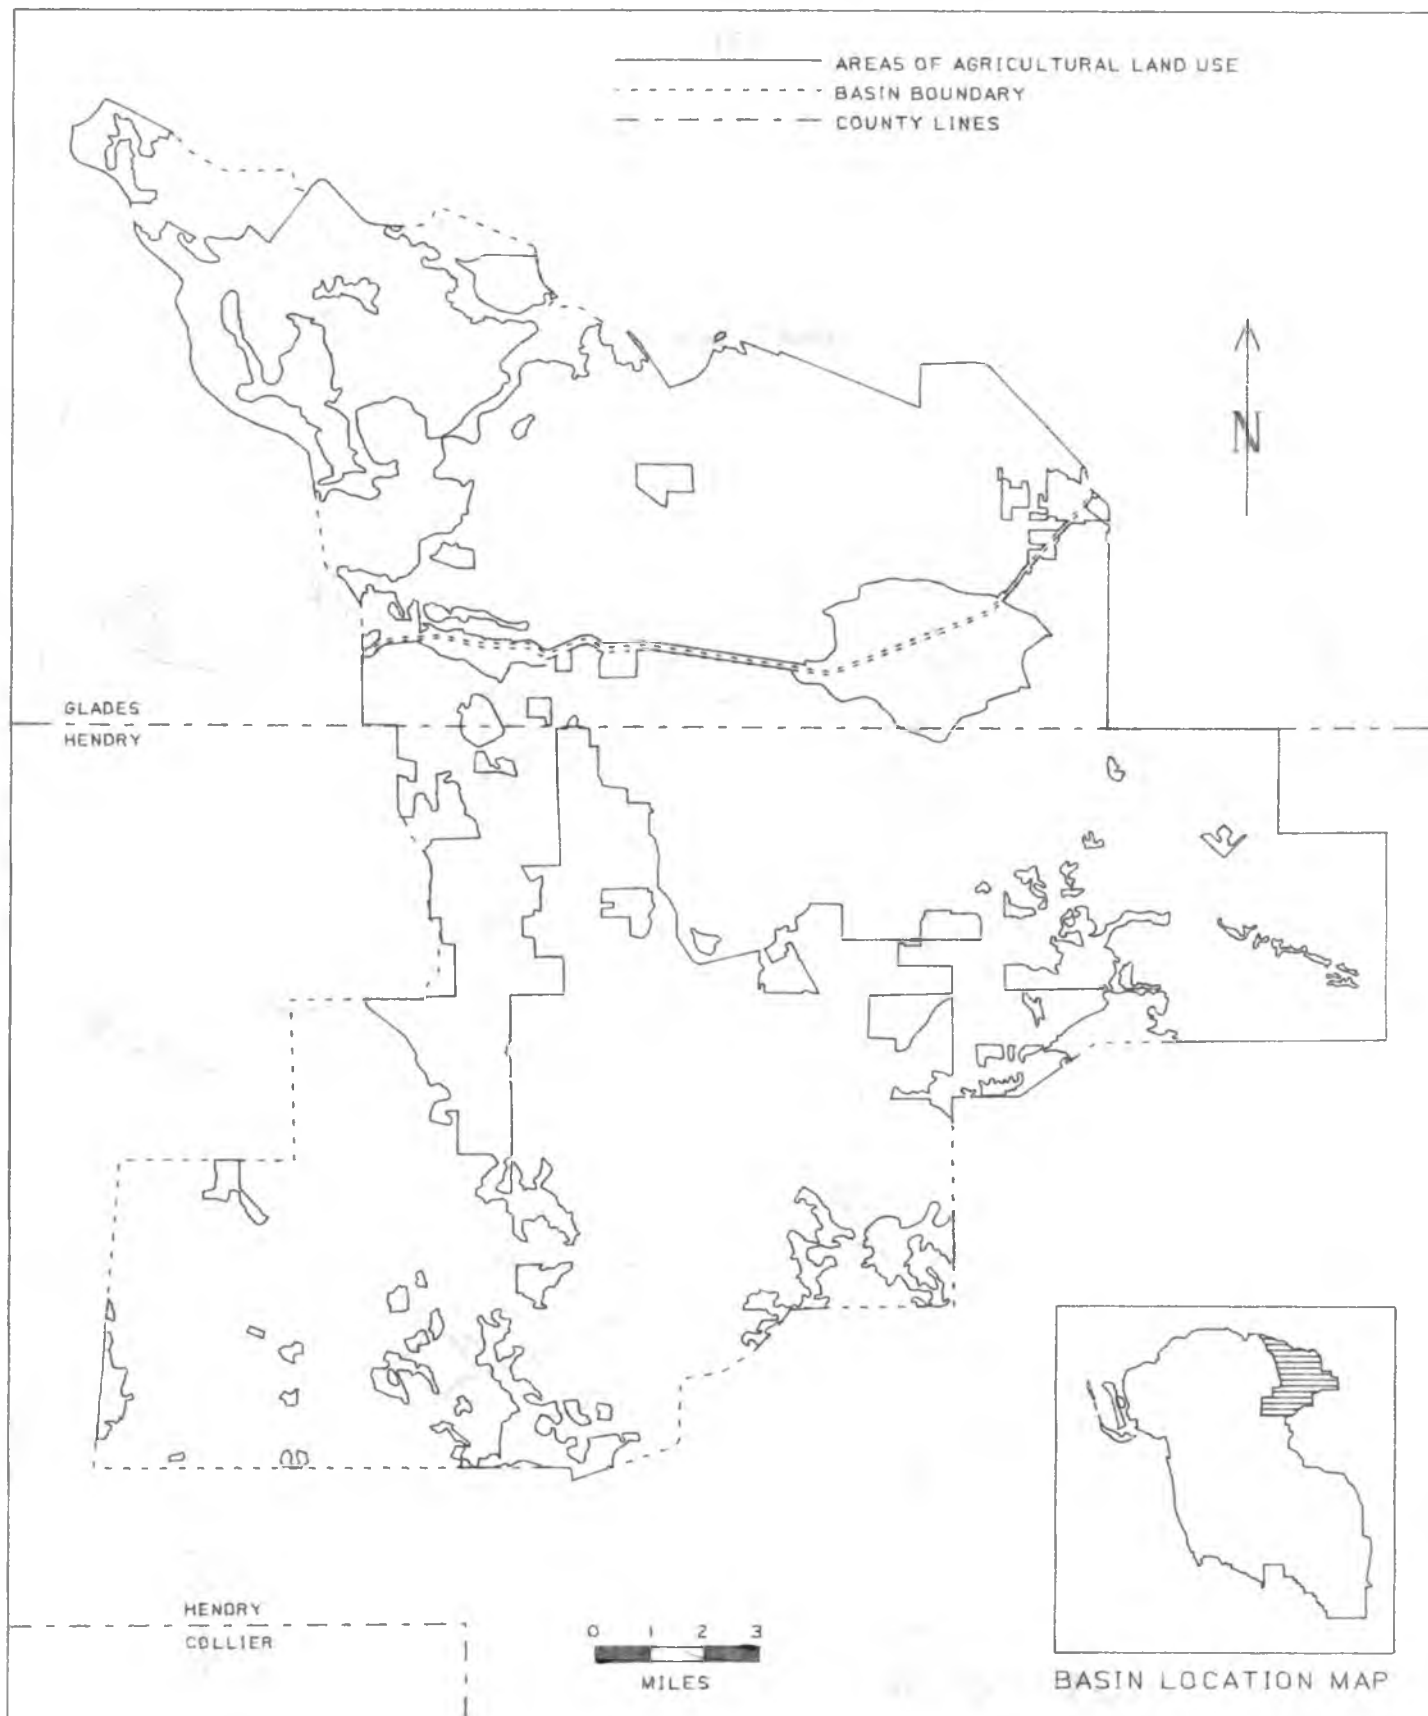 AREAS OF AGRICULTURAL LAND USE
BASIN BOUNDARY
COUNTY LINES
N
GLADES
HENDRY
HENDRY
COLLIER
0 1 2 3
MILES
BASIN LOCATION MAP